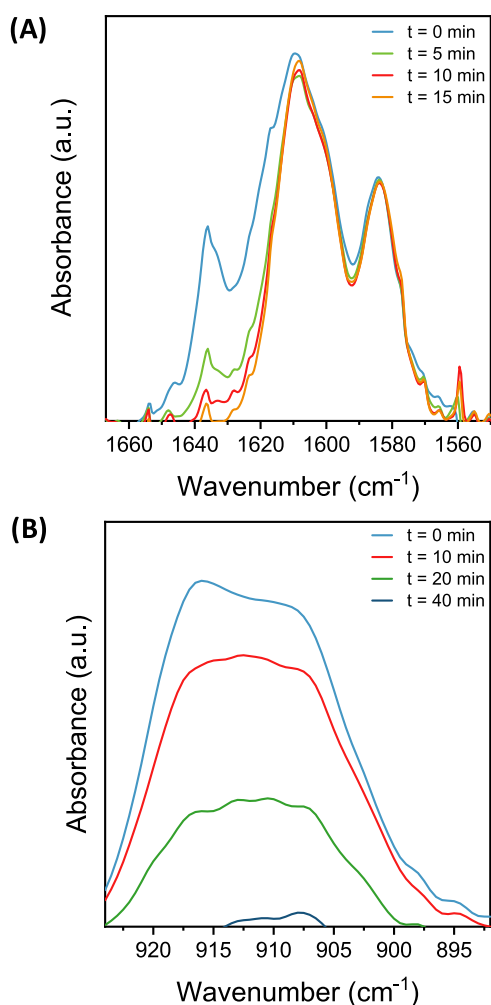 (A)
t = 0 min
t = 5 min
t = 10 min
t = 15 min
Absorbance (a.u.)
1660 1640 1620 1600 1580 1560
Wavenumber (cm⁻¹)
(B)
t = 0 min
t = 10 min
t = 20 min
t = 40 min
Absorbance (a.u.)
920 915 910 905 900 895
Wavenumber (cm⁻¹)